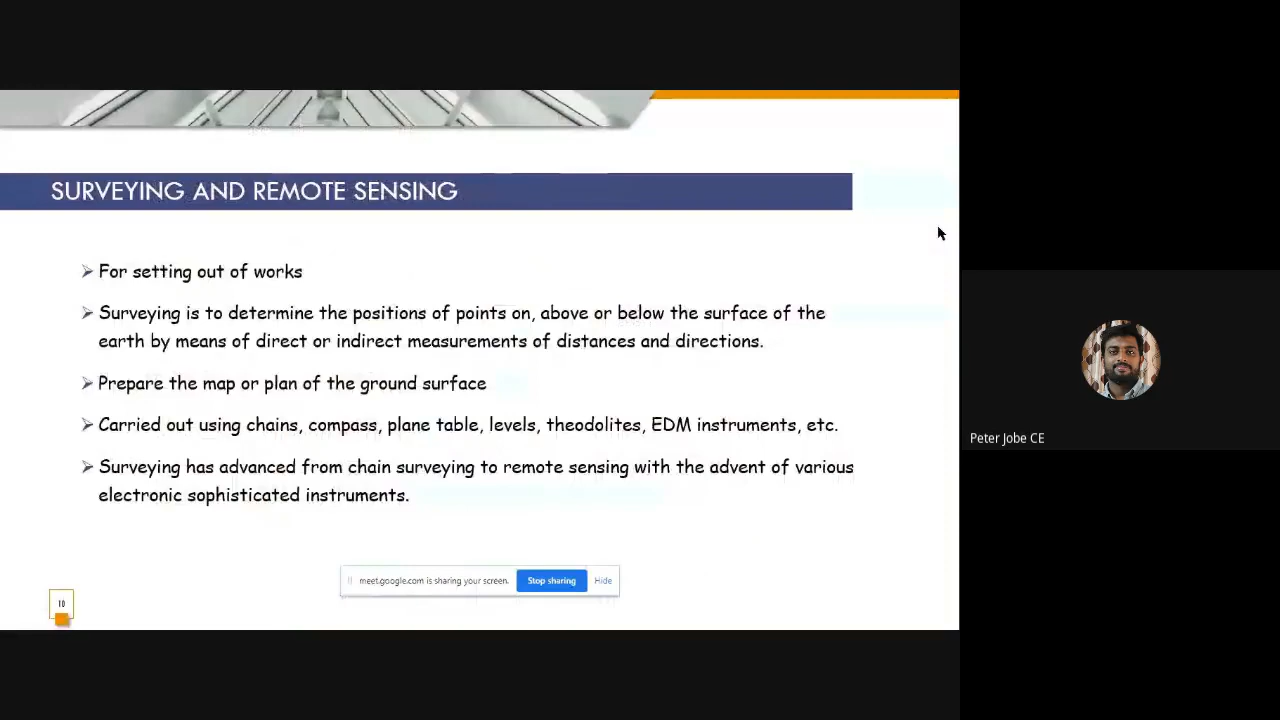 SURVEYING AND REMOTE SENSING
For setting out of works
Surveying is to determine the positions of points on, above or below the surface of the
earth by means of direct or indirect measurements of distances and directions.
Prepare the map or plan of the ground surface
Carried out using chains, compass, plane table, levels, theodolites, EDM instruments, etc.
Surveying has advanced from chain surveying to remote sensing with the advent of various
electronic sophisticated instruments.
meet.google.com is sharing your screen. Stop sharing Hide
10
Peter Jobe CE